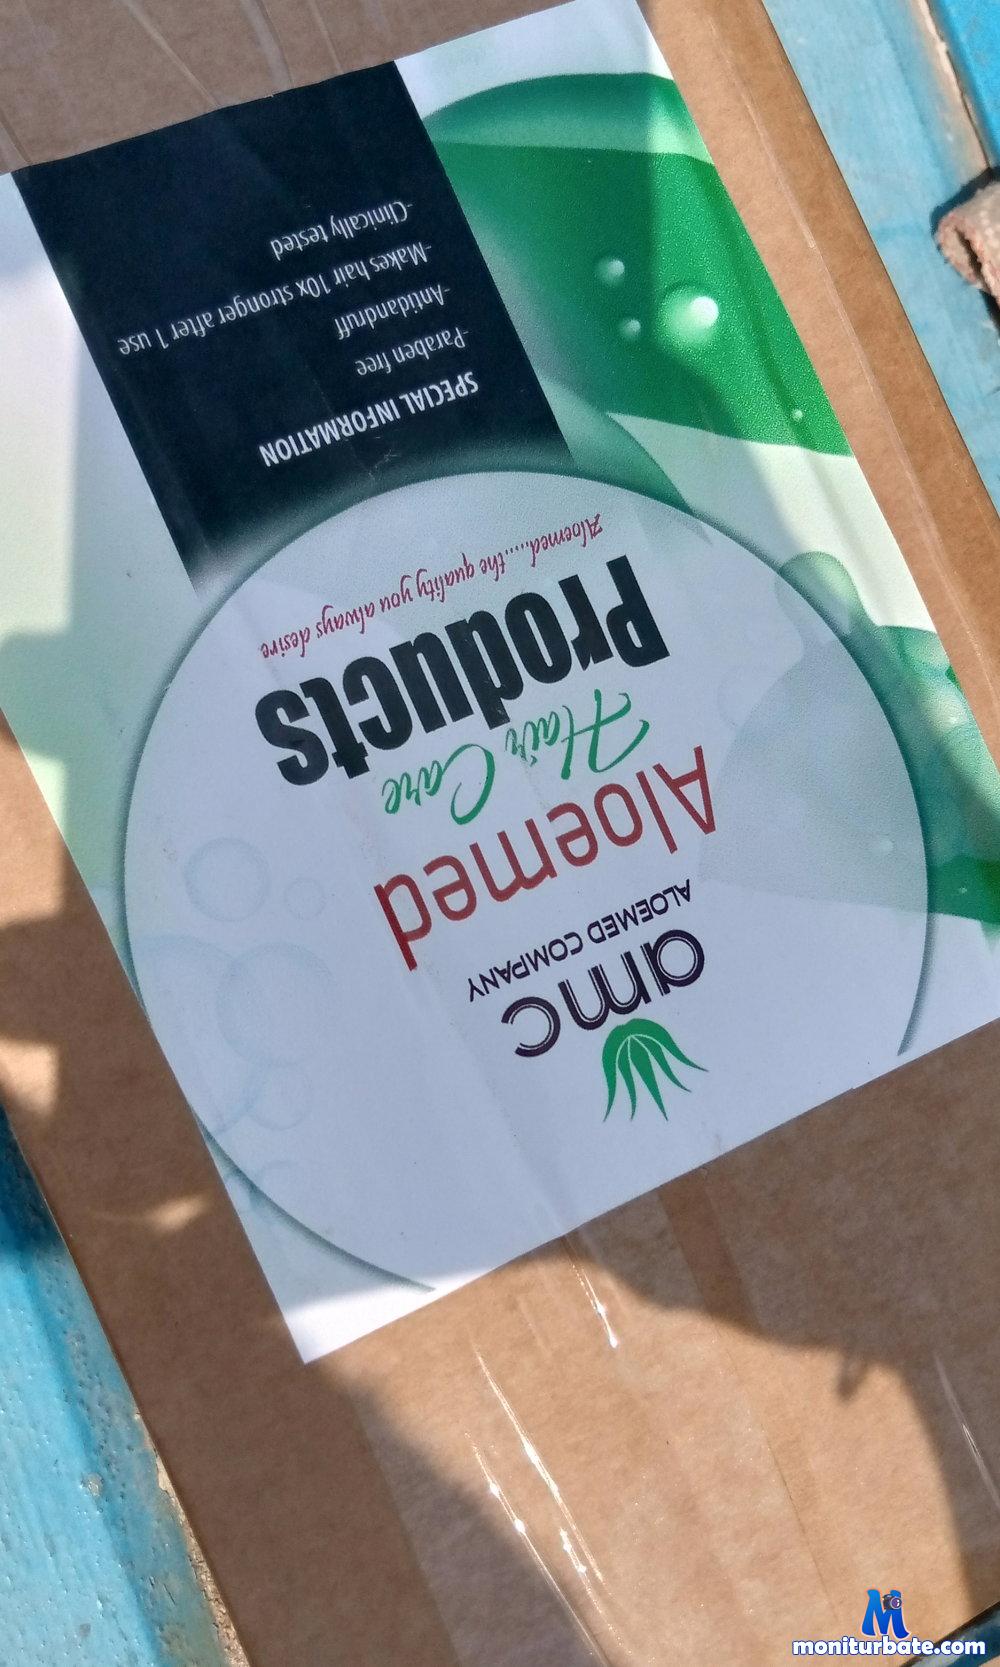 amc
ALOEMED COMPANY
Aloemed
Hair Care
Products
Aloemed....the quality you always desire
SPECIAL INFORMATION
-Paraben free
-Antidandruff
-Makes hair 10x stronger after 1 use
-Clinically tested
M
moniturbate.com